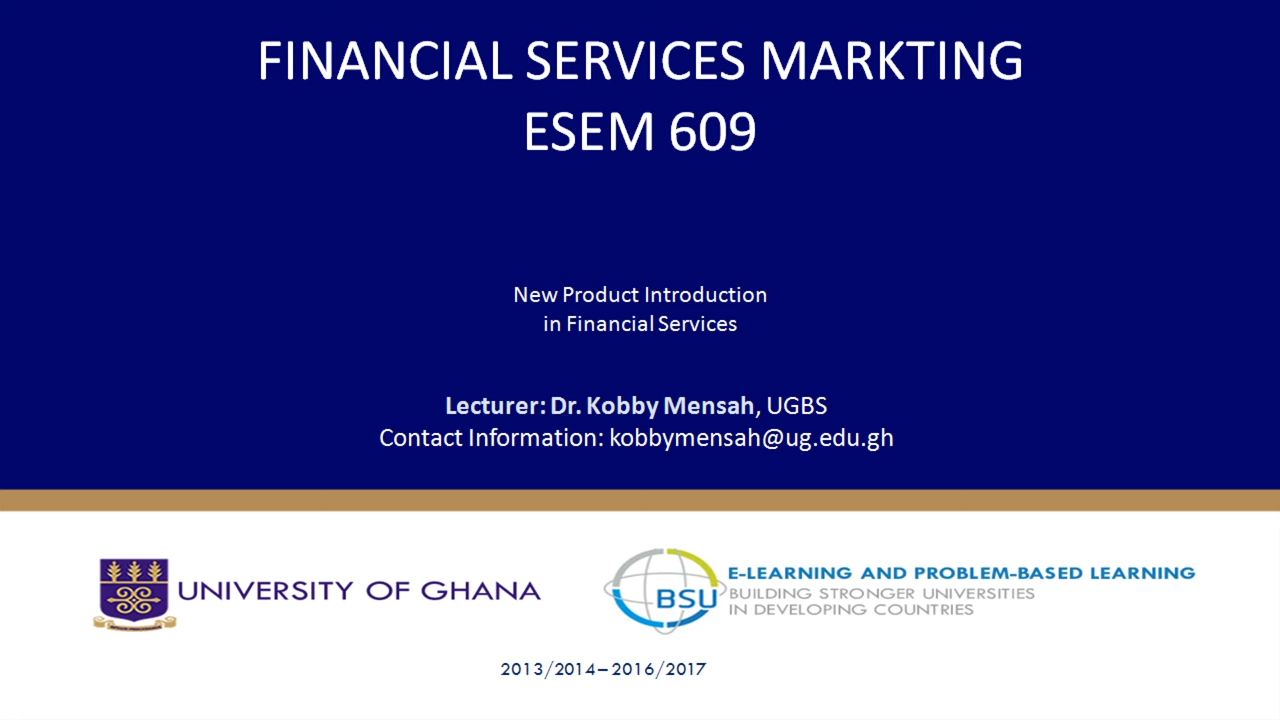 FINANCIAL SERVICES MARKTING
ESEM 609
New Product Introduction
in Financial Services
Lecturer: Dr. Kobby Mensah, UGBS
Contact Information: kobbymensah@ug.edu.gh
UNIVERSITY OF GHANA
BSU
E-LEARNING AND PROBLEM-BASED LEARNING
BUILDING STRONGER UNIVERSITIES
IN DEVELOPING COUNTRIES
2013/2014–2016/2017